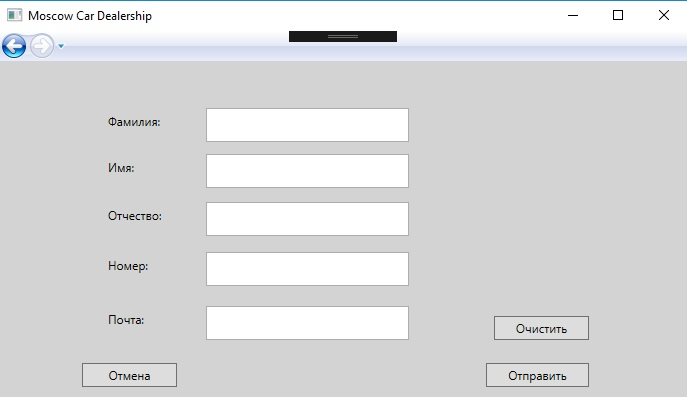 Moscow Car Dealership
Фамилия:
Имя:
Отчество:
Номер:
Почта:
Очистить
Отмена
Отправить